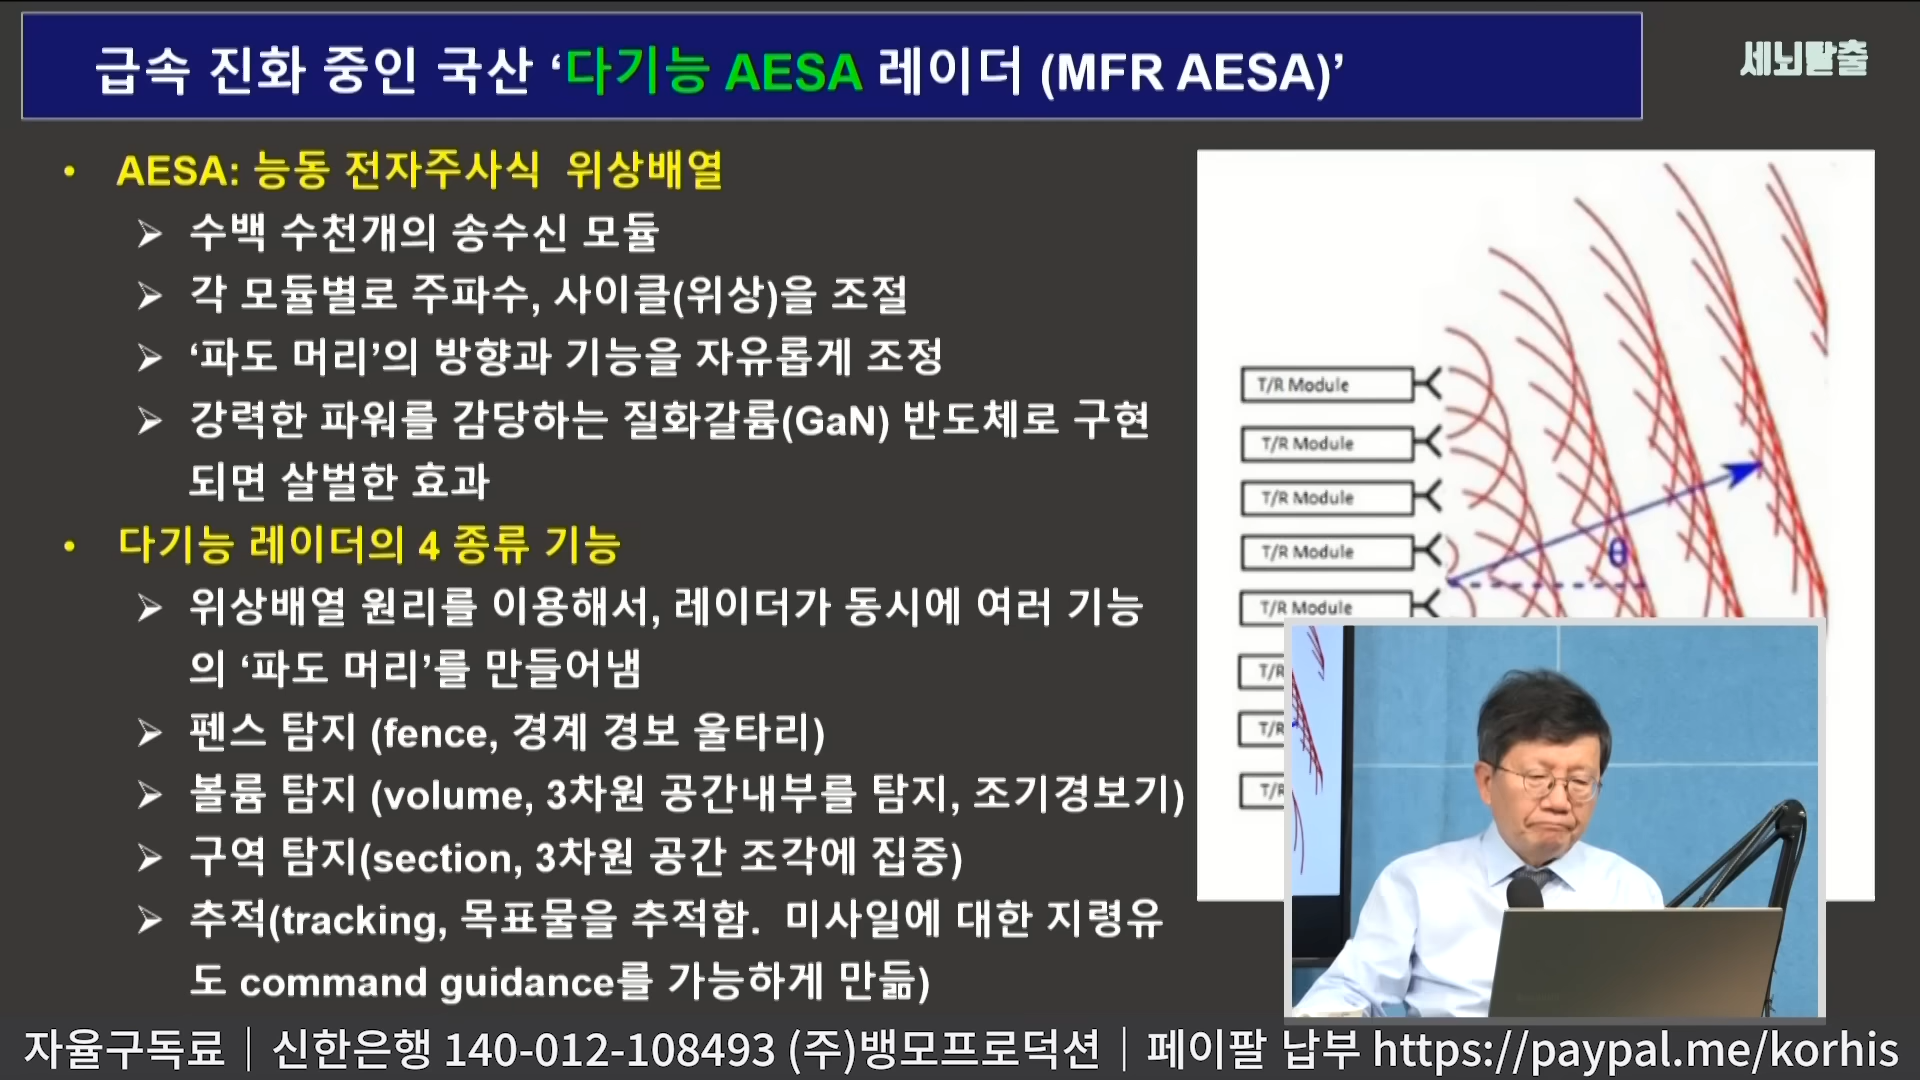 급속 진화 중인 국산 ‘다기능 AESA 레이더 (MFR AESA)’
세뇌탈출
• AESA: 능동 전자주사식 위상배열
➢ 수백 수천개의 송수신 모듈
➢ 각 모듈별로 주파수, 사이클(위상)을 조절
➢ ‘파도 머리’의 방향과 기능을 자유롭게 조정
➢ 강력한 파워를 감당하는 질화갈륨(GaN) 반도체로 구현
되면 살벌한 효과
• 다기능 레이더의 4 종류 기능
➢ 위상배열 원리를 이용해서, 레이더가 동시에 여러 기능
의 ‘파도 머리’를 만들어냄
➢ 펜스 탐지 (fence, 경계 경보 울타리)
➢ 볼륨 탐지 (volume, 3차원 공간내부를 탐지, 조기경보기)
➢ 구역 탐지(section, 3차원 공간 조각에 집중)
➢ 추적(tracking, 목표물을 추적함. 미사일에 대한 지령유
도 command guidance를 가능하게 만듦)
T/R Module
T/R Module
T/R Module
T/R Module
T/R Module
T/R
T/R
T/R
θ
자율구독료│신한은행 140-012-108493 (주)뱅모프로덕션│페이팔 납부 https://paypal.me/korhis